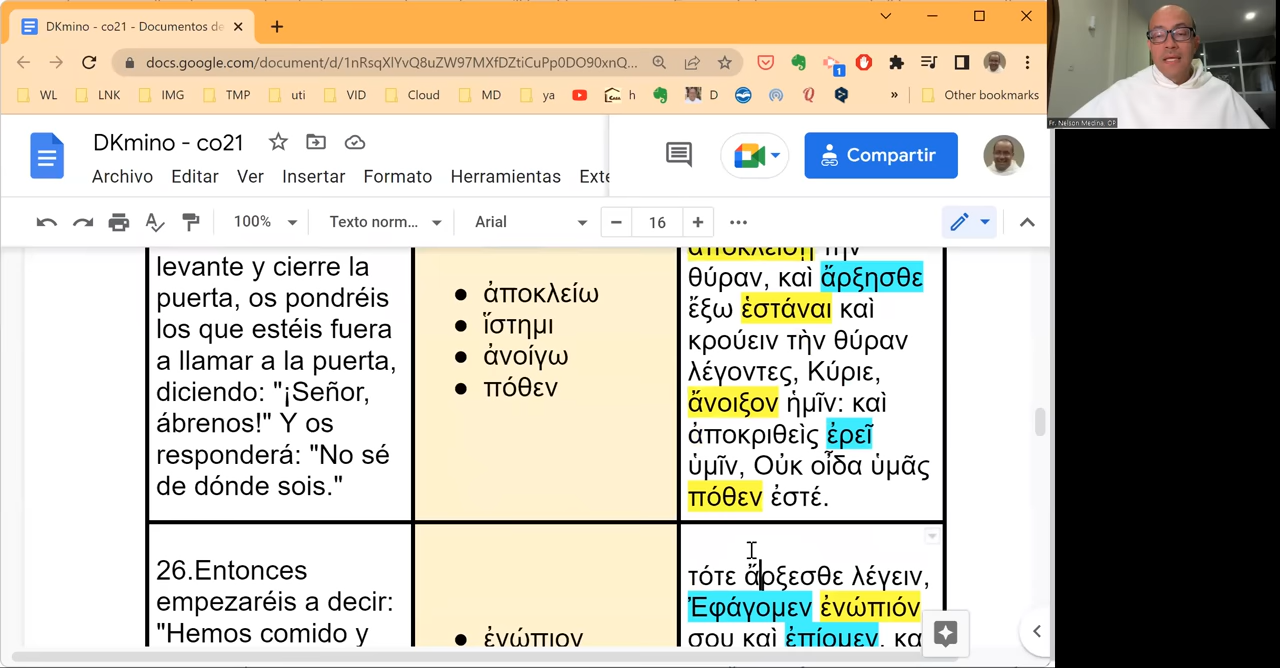 DKmino - co21 - Documentos de
docs.google.com/document/d/1nRsqXlYvQ8uZW97MXfDZtiCuPp0DO90xnQ...
WL LNK IMG TMP uti VID Cloud MD ya h D » Other bookmarks
Fr. Nelson Medina, OP
DKmino - co21
Compartir
Archivo Editar Ver Insertar Formato Herramientas Exte
100% Texto norm... Arial 16
levante y cierre la
puerta, os pondréis
los que estéis fuera
a llamar a la puerta,
diciendo: "¡Señor,
ábrenos!" Y os
responderá: "No sé
de dónde sois."
● ἀποκλείω
● ἵστημι
● ἀνοίγω
● πόθεν
ἀποκλείσῃ τὴν
θύραν, καὶ ἄρξησθε
ἔξω ἑστάναι καὶ
κρούειν τὴν θύραν
λέγοντες, Κύριε,
ἄνοιξον ἡμῖν: καὶ
ἀποκριθεὶς ἐρεῖ
ὑμῖν, Οὐκ οἶδα ὑμᾶς
πόθεν ἐστέ.
26.Entonces
empezaréis a decir:
"Hemos comido y
● ἐνώπιον
τότε ἄρξεσθε λέγειν,
Ἐφάγομεν ἐνώπιόν
σου καὶ ἐπίομεν, κα